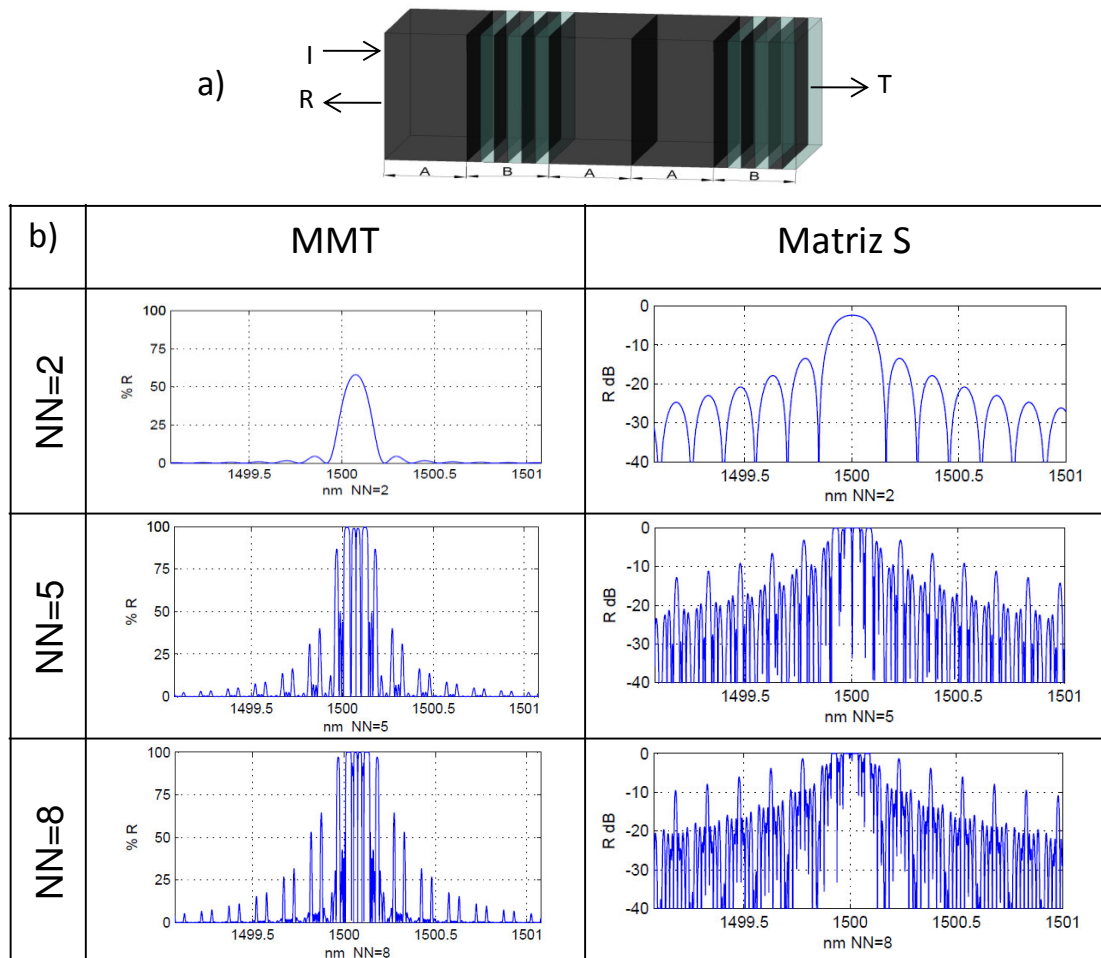 a)
I
R
T
A B A A B
b) MMT Matriz S
NN=2
% R
100
75
50
25
0
1499.5 1500 1500.5 1501
nm NN=2
R dB
0
-10
-20
-30
-40
1499.5 1500 1500.5 1501
nm NN=2
NN=5
% R
100
75
50
25
0
1499.5 1500 1500.5 1501
nm NN=5
R dB
0
-10
-20
-30
-40
1499.5 1500 1500.5 1501
nm NN=5
NN=8
% R
100
75
50
25
0
1499.5 1500 1500.5 1501
nm NN=8
R dB
0
-10
-20
-30
-40
1499.5 1500 1500.5 1501
nm NN=8